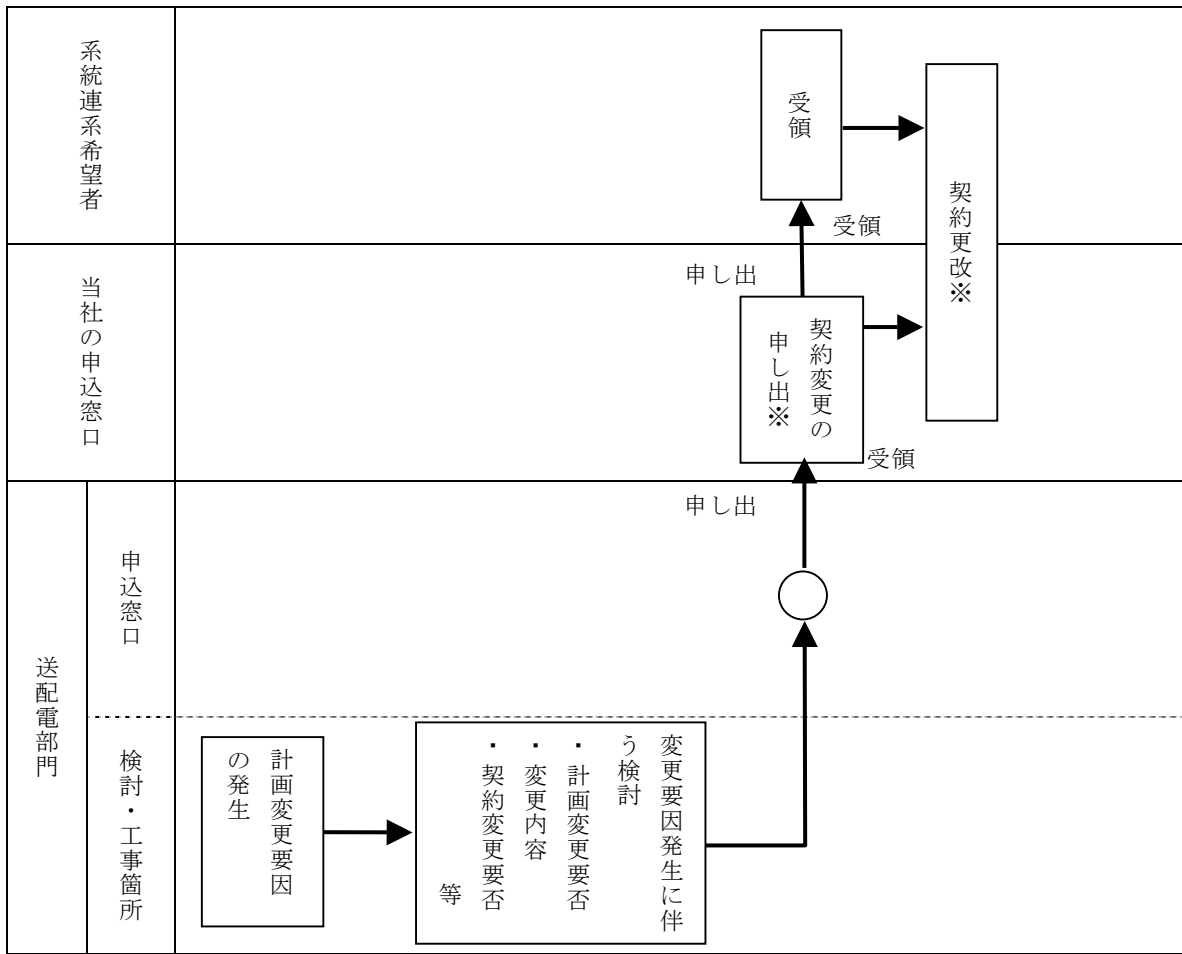 系統連系希望者
受領
契約更改※
受領
申し出
当社の申込窓口
契約変更の
申し出※
受領
申し出
送配電部門
申込窓口
検討・工事箇所
計画変更要因
の発生
変更要因発生に伴
う検討
・計画変更要否
・変更内容
・契約変更要否
等